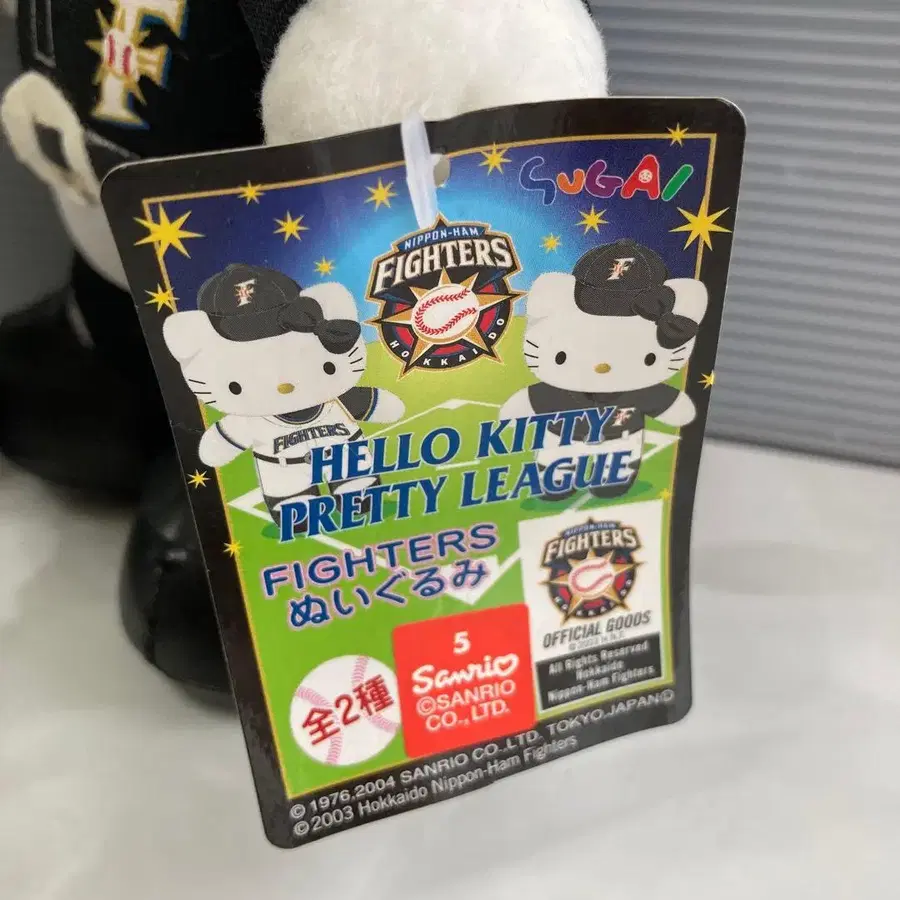 F
SUGAI
NIPPON-HAM
FIGHTERS
HOKKAIDO
F
F
FIGHTERS
F
HELLO KITTY
PRETTY LEAGUE
FIGHTERS
ぬいぐるみ
NIPPON-HAM
FIGHTERS
HOKKAIDO
OFFICIAL GOODS
All Rights Reserved
Hokkaido
Nippon-Ham Fighters
5
Sanrio
©SANRIO
CO., LTD.
全2種
© 1976,2004 SANRIO CO.,LTD. TOKYO,JAPAN Ⓛ
©2003 Hokkaido Nippon-Ham Fighters